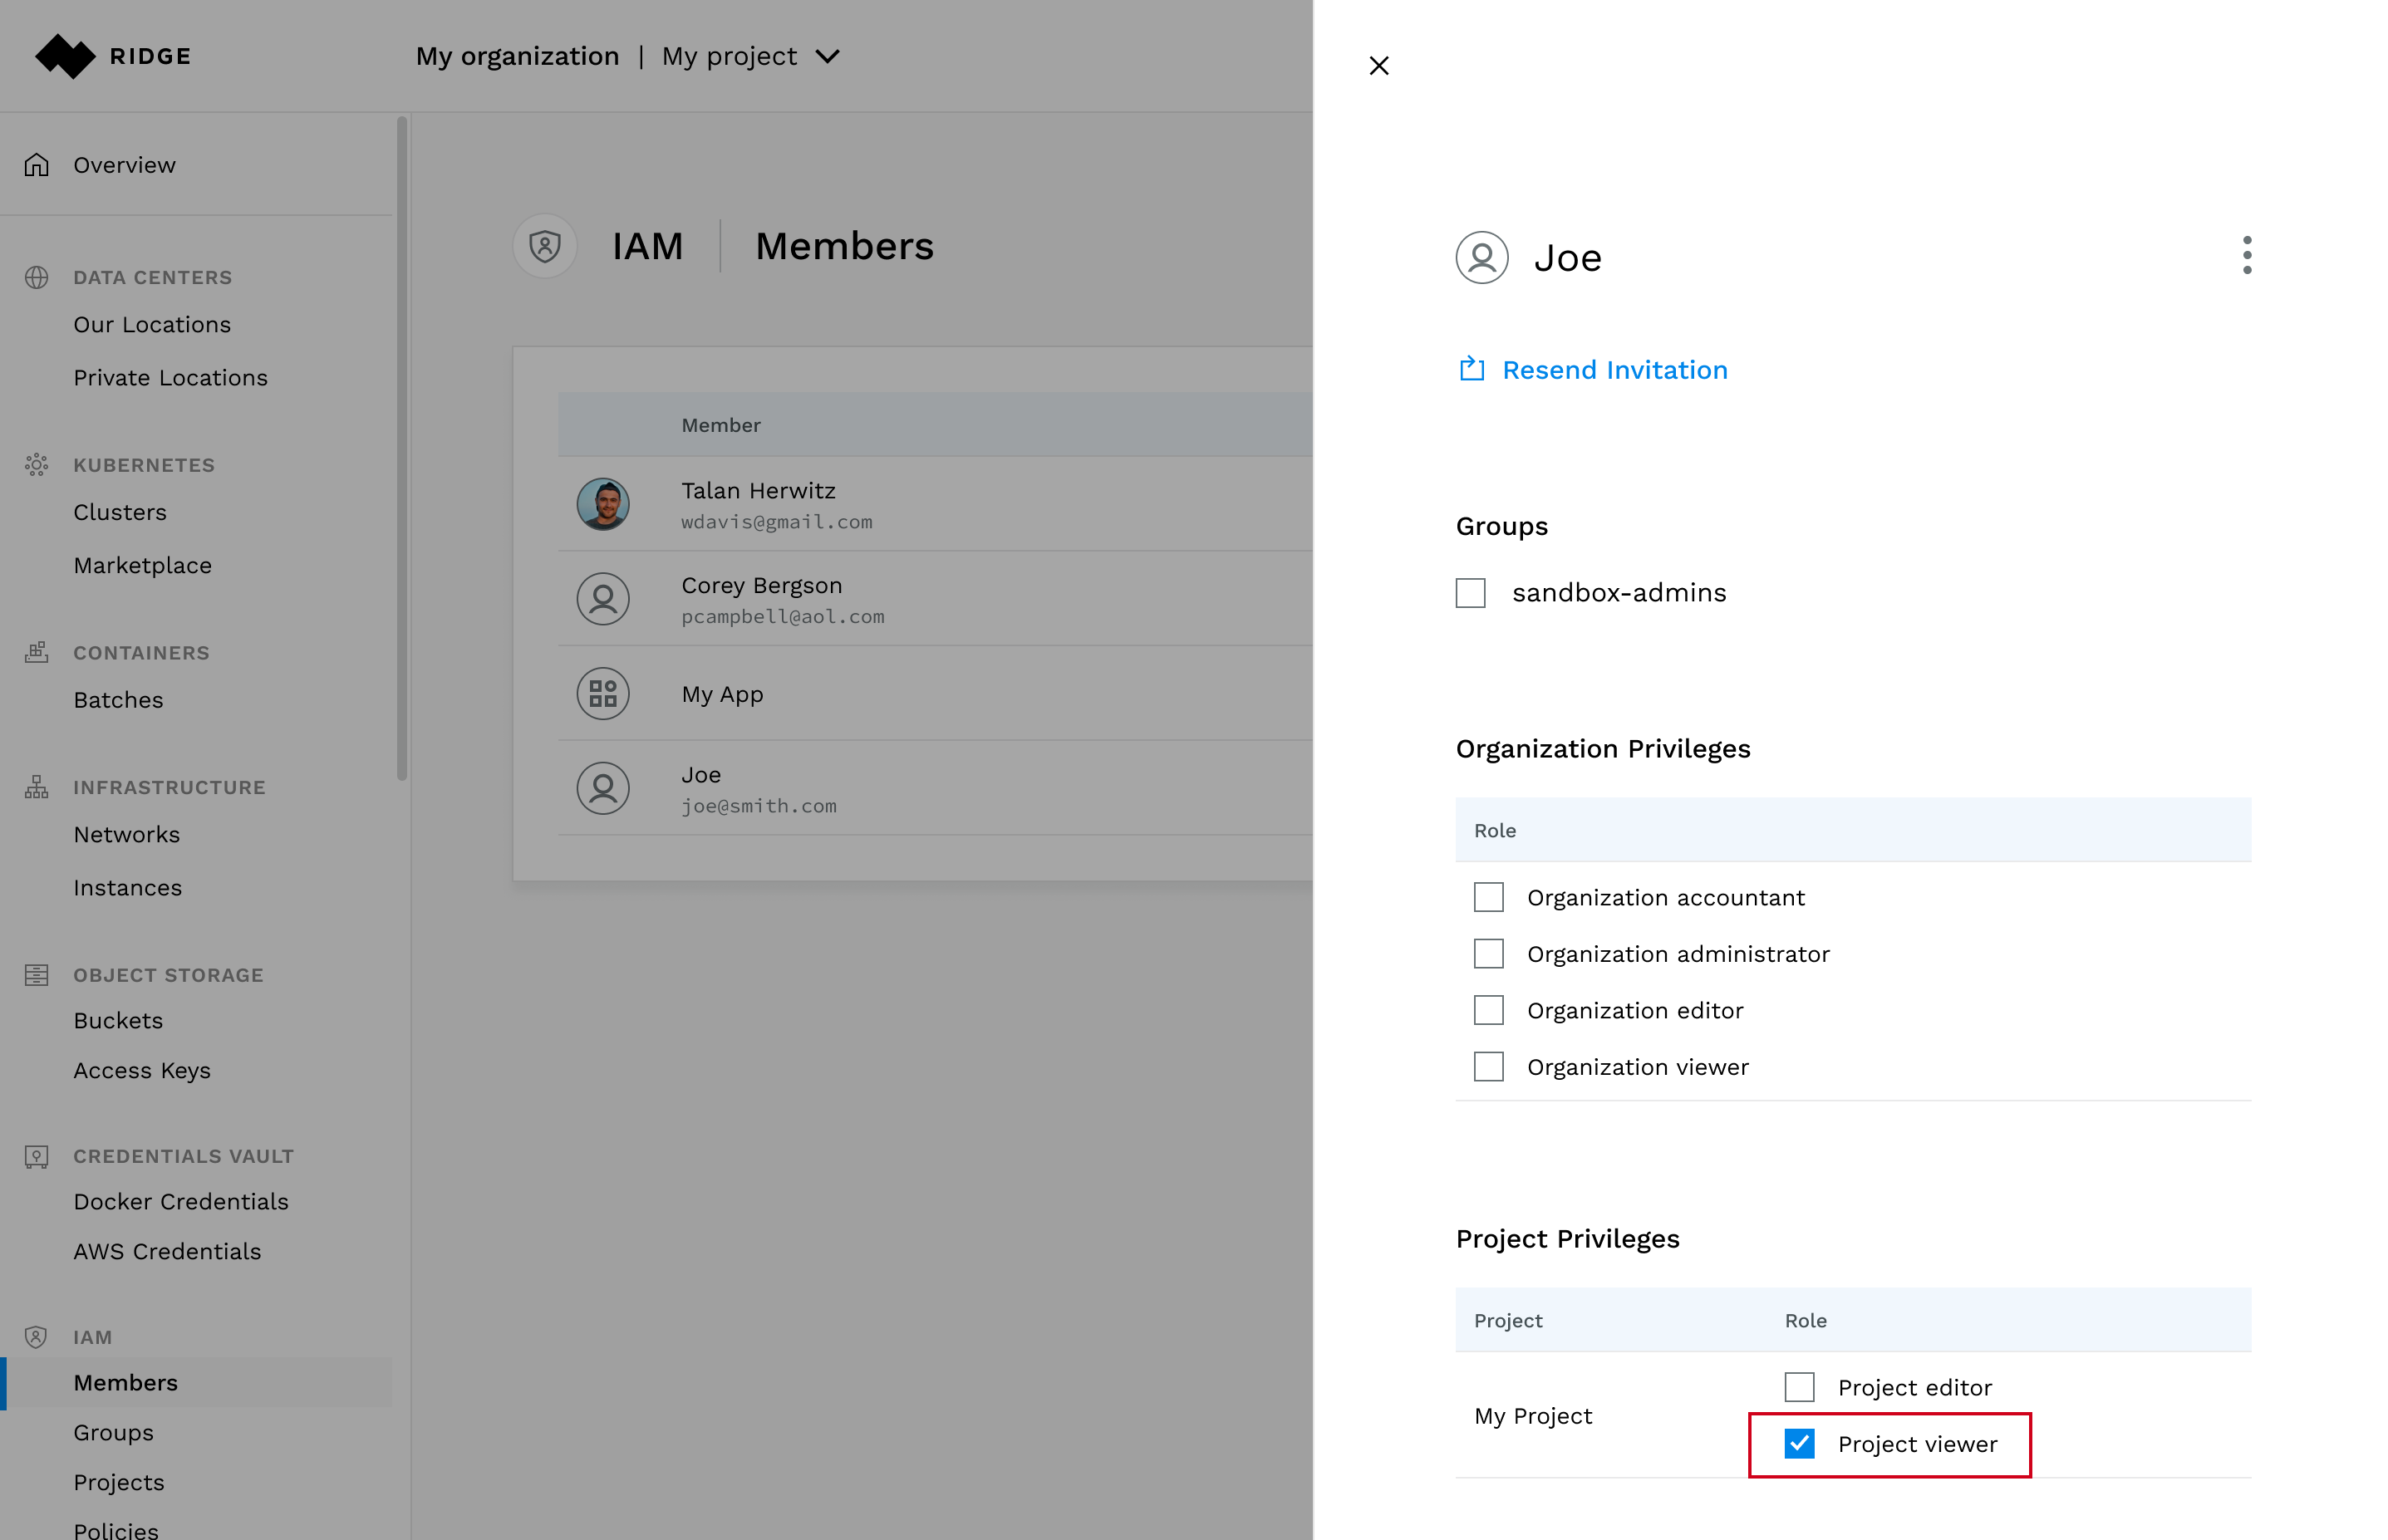 RIDGE
My organization | My project
Overview
DATA CENTERS
Our Locations
Private Locations
KUBERNETES
Clusters
Marketplace
CONTAINERS
Batches
INFRASTRUCTURE
Networks
Instances
OBJECT STORAGE
Buckets
Access Keys
CREDENTIALS VAULT
Docker Credentials
AWS Credentials
IAM
Members
Groups
Projects
Policies
IAM
Members
Member
Talan Herwitz
wdavis@gmail.com
Corey Bergson
pcampbell@aol.com
My App
Joe
joe@smith.com
Joe
Resend Invitation
Groups
sandbox-admins
Organization Privileges
Role
Organization accountant
Organization administrator
Organization editor
Organization viewer
Project Privileges
Project Role
Project editor
My Project
Project viewer